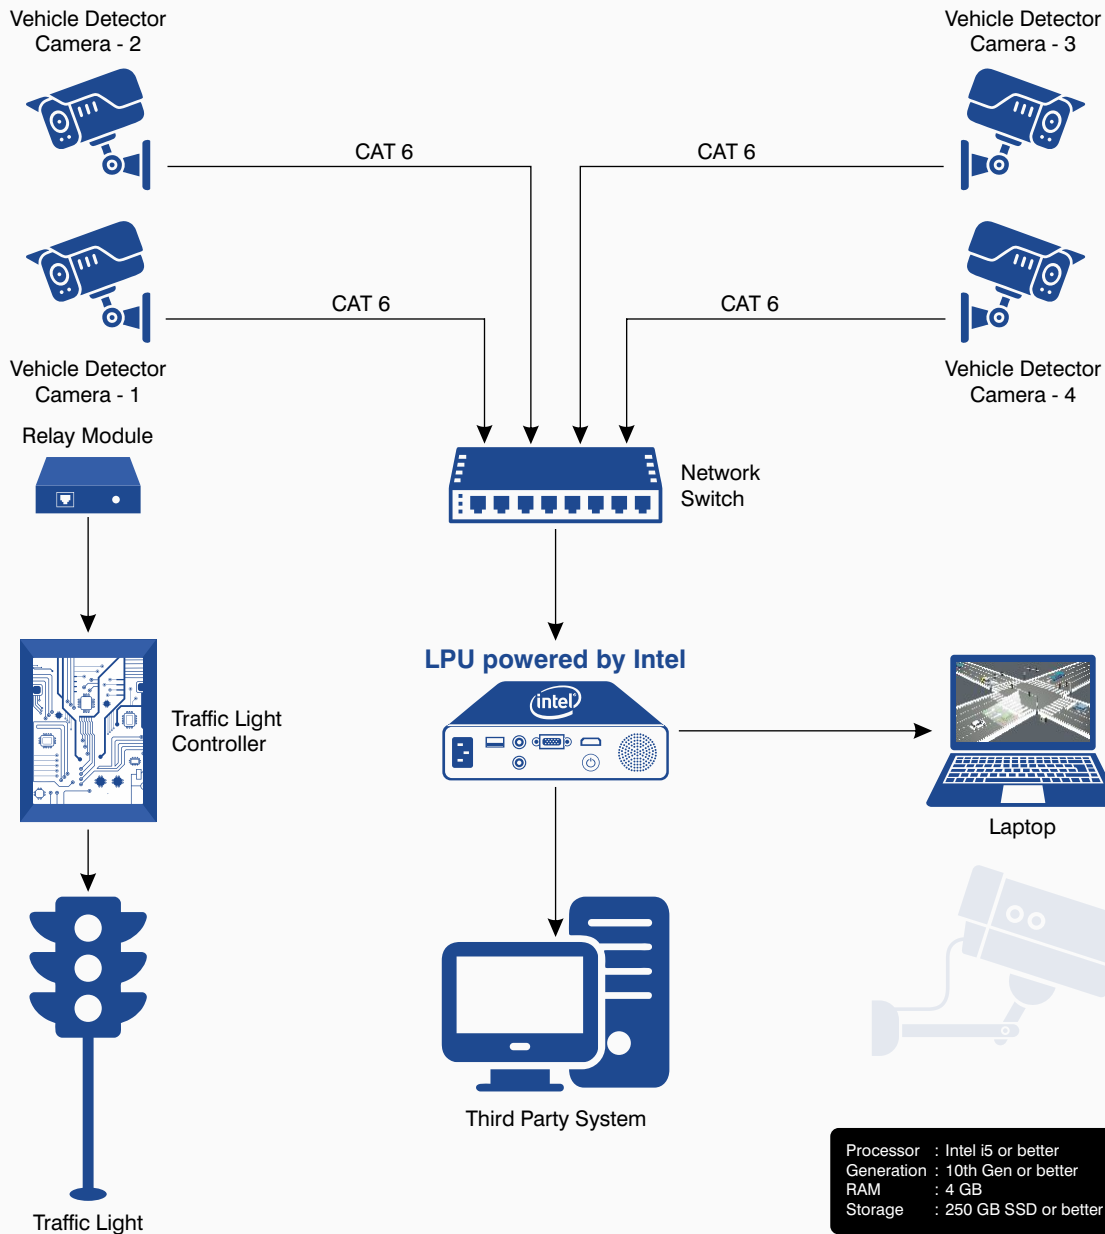 Vehicle Detector
Camera - 2
Vehicle Detector
Camera - 3
CAT 6
CAT 6
CAT 6
CAT 6
Vehicle Detector
Camera - 1
Vehicle Detector
Camera - 4
Relay Module
Network
Switch
LPU powered by Intel
intel
Traffic Light
Controller
Laptop
Third Party System
Traffic Light
Processor : Intel i5 or better
Generation : 10th Gen or better
RAM : 4 GB
Storage : 250 GB SSD or better